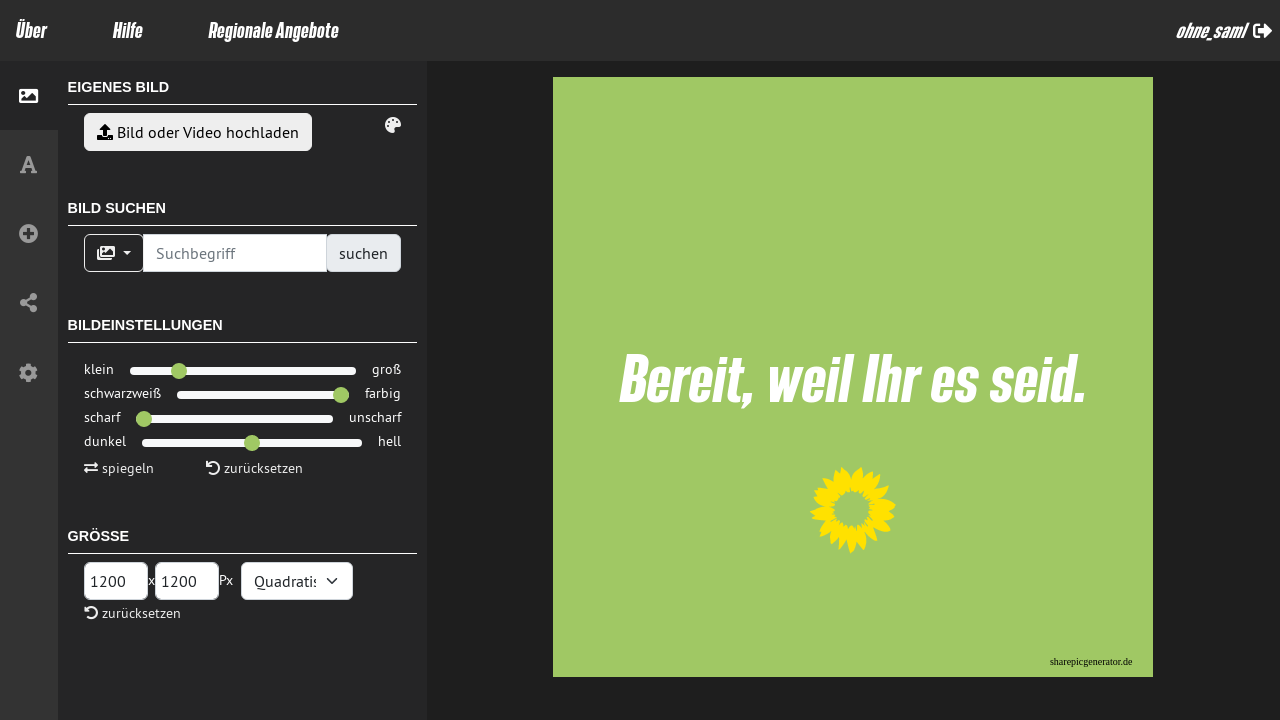 Über Hilfe Regionale Angebote ohne_saml
EIGENES BILD
Bild oder Video hochladen
BILD SUCHEN
Suchbegriff suchen
BILDEINSTELLUNGEN
klein groß
schwarzweiß farbig
scharf unscharf
dunkel hell
spiegeln zurücksetzen
GRÖSSE
1200 x 1200 Px Quadratis
zurücksetzen
Bereit, weil Ihr es seid.
sharepicgenerator.de